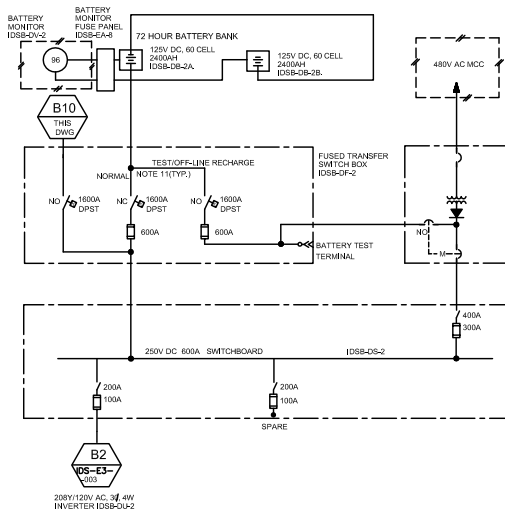 BATTERY
MONITOR
IDSB-DV-2
BATTERY
MONITOR
FUSE PANEL
IDSB-EA-6
72 HOUR BATTERY BANK
125V DC, 60 CELL
2400AH
IDSB-DB-2A
125V DC, 60 CELL
2400AH
IDSB-DB-2B
96
480V AC MCC
B10
THIS
DWG
TEST/OFF-LINE RECHARGE
NORMAL
NOTE 11(TYP.)
FUSED TRANSFER
SWITCH BOX
IDSB-DF-2
NO
1600A
DPST
NC
1600A
DPST
NO
1600A
DPST
600A
600A
BATTERY TEST
TERMINAL
NO
M
400A
300A
250V DC 600A SWITCHBOARD
IDSB-DS-2
200A
100A
200A
100A
SPARE
B2
IDS-E3-
-003
208Y/120V AC, 3∮, 4W
INVERTER IDSB-DU-2